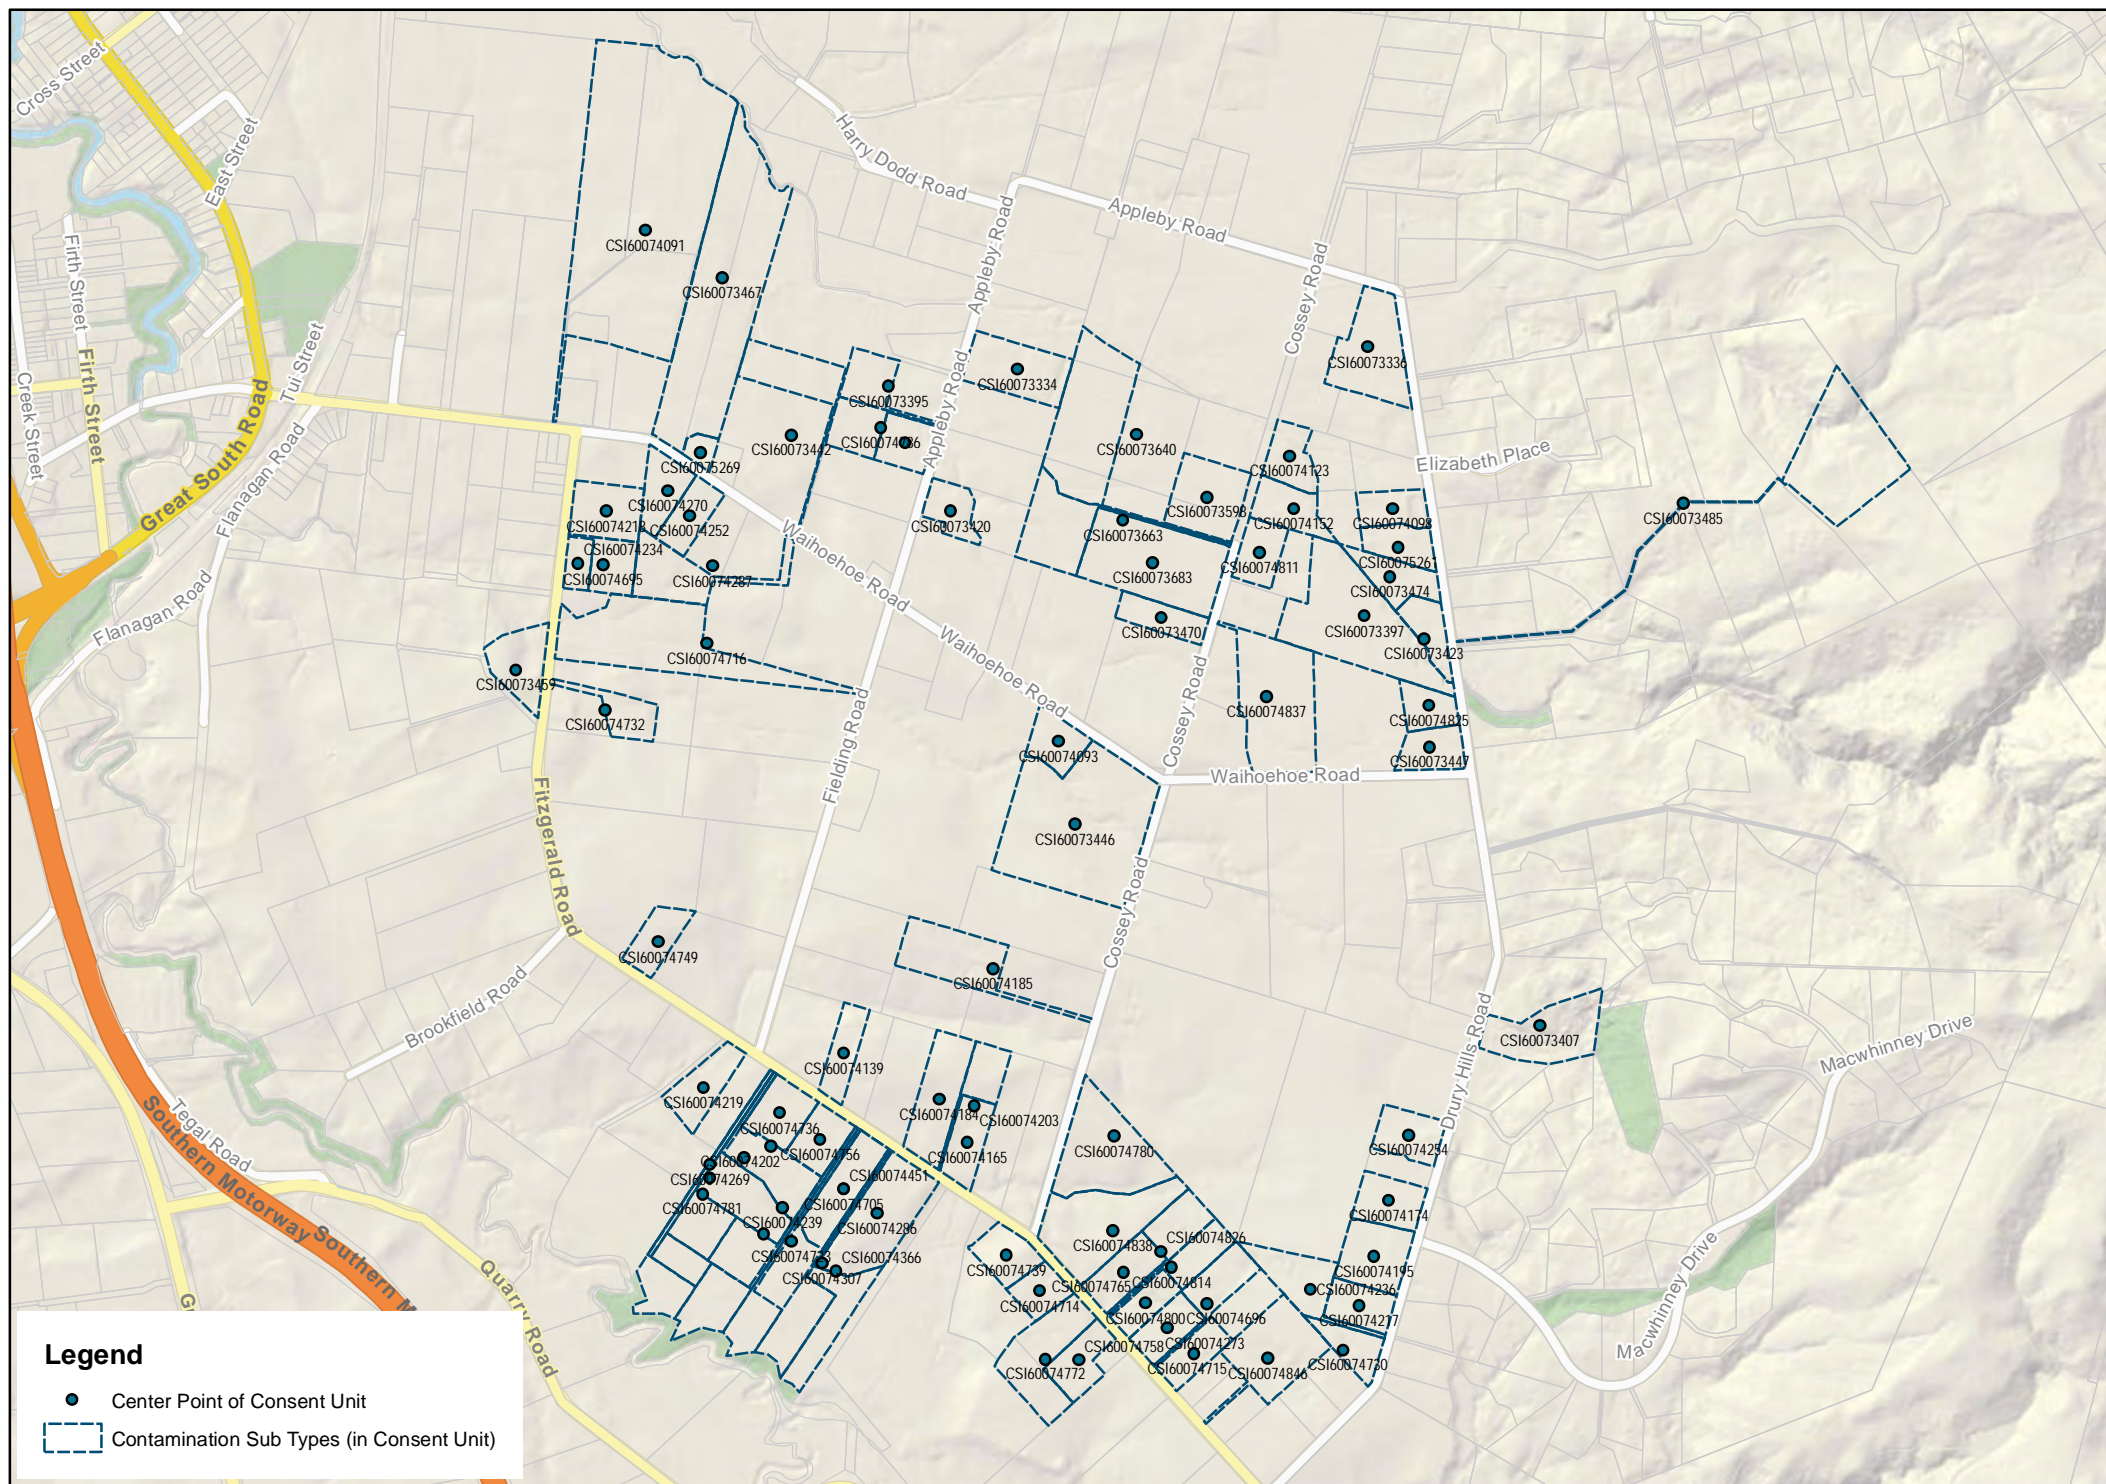 Cross Street
East Street
Harry Dodd Road
Appleby Road
Appleby Road
Firth Street
CSI60074091
CSI60073467
Cossey Road
Tui Street
Creek Street
Firth Street
Great South Road
Flanagan Road
CSI60073336
CSI60073334
CSI60073395
Appleby Road
CSI60073442
CSI60073640
CSI60074123
Elizabeth Place
CSI60075269
CSI60074270
CSI60074252
CSI60073420
CSI60073598
CSI60074152
CSI60074098
CSI60073485
CSI60073663
CSI60074234
CSI60074695
CSI60074287
Waihoehoe Road
CSI60073683
CSI60074811
CSI60075261
CSI60073474
Flanagan Road
CSI60073470
CSI60073397
CSI60073423
CSI60074716
Waihoehoe Road
CSI60073459
CSI60074732
Fielding Road
Cossey Road
CSI60074837
CSI60074825
CSI60074093
CSI60073447
Waihoehoe Road
Fitzgerald Road
CSI60073446
Cossey Road
CSI60074749
CSI60074185
Brookfield Road
Drury Hills Road
CSI60073407
Macwhinney Drive
CSI60074139
CSI60074219
CSI60074184
CSI60074203
CSI60074736
CSI60074756
CSI60074165
CSI60074780
CSI60074254
Southern Motorway
Tegal Road
CSI60074202
CSI60074269
CSI60074451
CSI60074781
CSI60074705
CSI60074239
CSI60074286
CSI60074174
CSI60074838
CSI60074826
CSI60074366
CSI60074307
CSI60074739
CSI60074765
CSI60074814
CSI60074195
CSI60074236
CSI60074714
CSI60074800
CSI60074696
CSI60074217
Macwhinney Drive
Quarry Road
CSI60074758
CSI60074273
CSI60074772
CSI60074715
CSI60074846
CSI60074730
Legend
Center Point of Consent Unit
Contamination Sub Types (in Consent Unit)